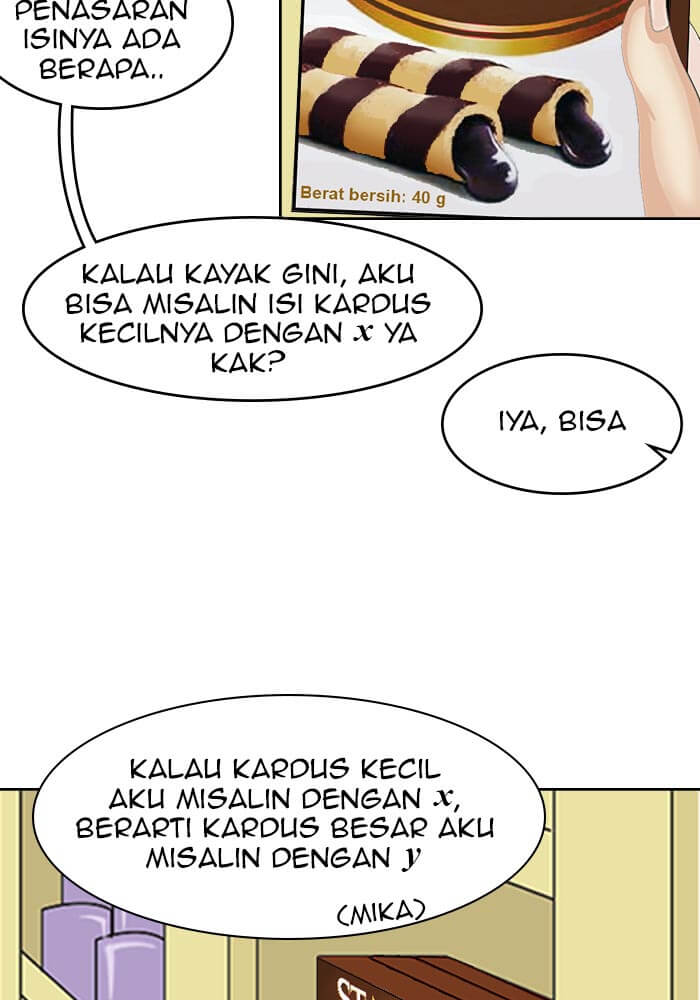 PENASARAN
ISINYA ADA
BERAPA..
Berat bersih: 40 g
KALAU KAYAK GINI, AKU
BISA MISALIN ISI KARDUS
KECILNYA DENGAN x YA
KAK?
IYA, BISA
KALAU KARDUS KECIL
AKU MISALIN DENGAN x,
BERARTI KARDUS BESAR AKU
MISALIN DENGAN y
(MIKA)